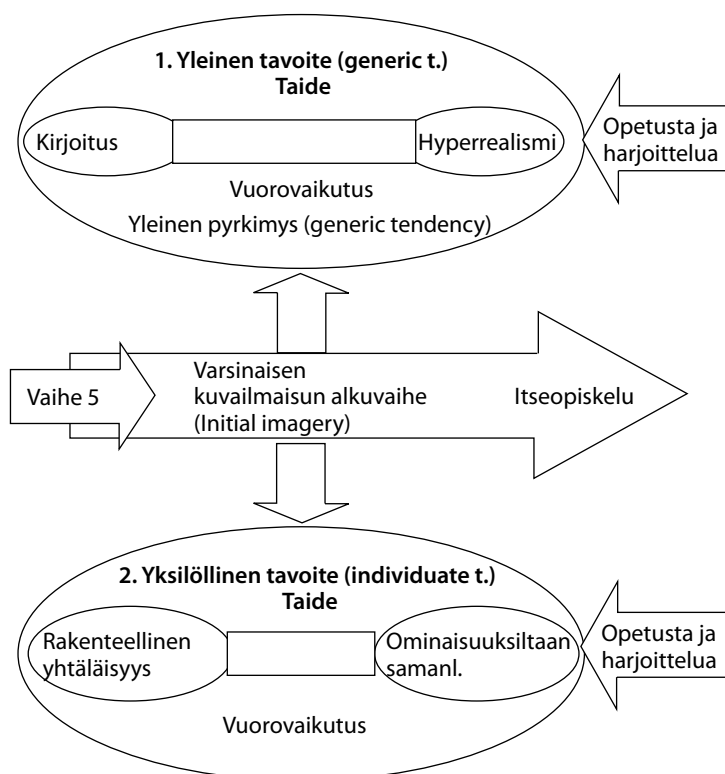 1. Yleinen tavoite (generic t.)
Taide
Kirjoitus
Hyperrealismi
Vuorovaikutus
Yleinen pyrkimys (generic tendency)
Opetusta ja
harjoittelua
Vaihe 5
Varsinaisen
kuvailmaisun alkuvaihe
(Initial imagery)
Itseopiskelu
2. Yksilöllinen tavoite (individuate t.)
Taide
Rakenteellinen
yhtäläisyys
Ominaisuuksiltaan
samanl.
Vuorovaikutus
Opetusta ja
harjoittelua